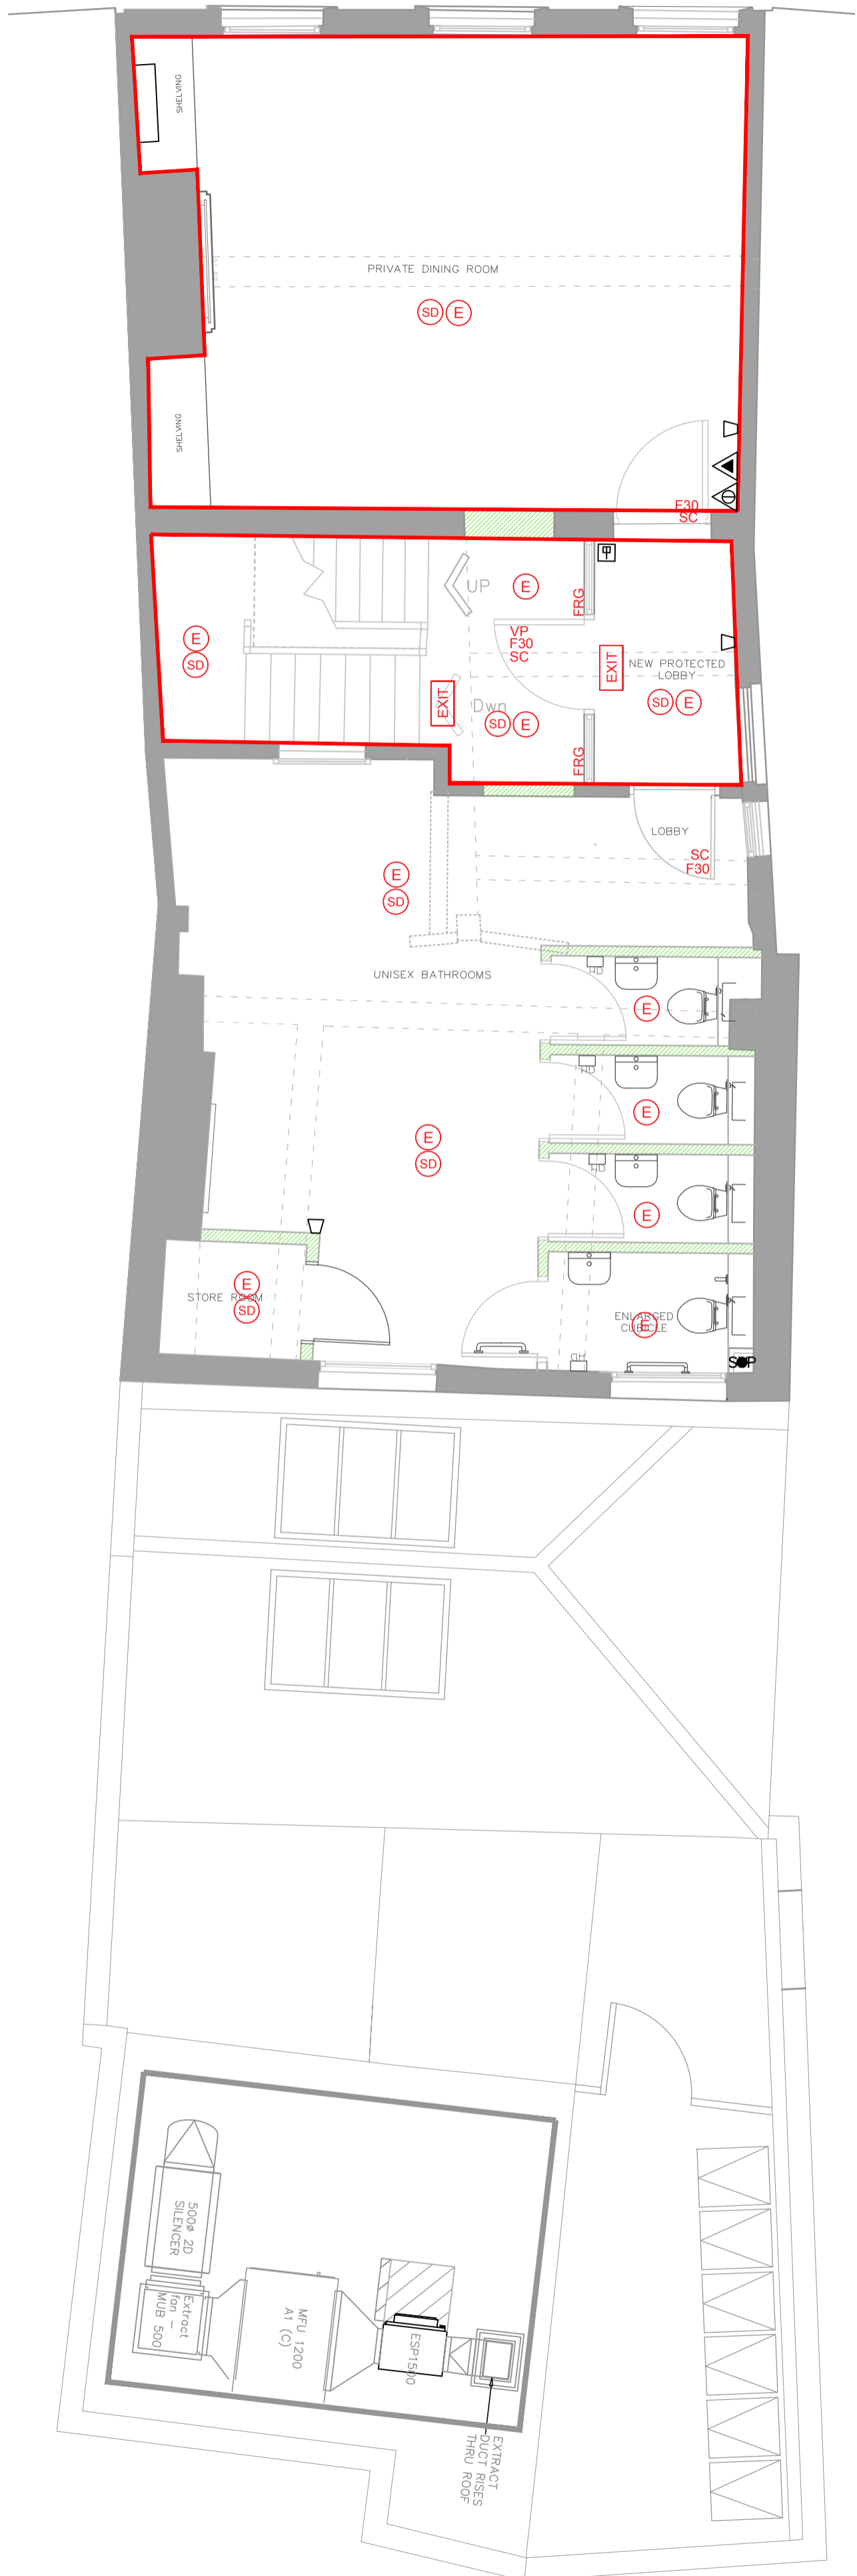 SHELVING
PRIVATE DINING ROOM
SD E
SHELVING
F30
SC
UP
E
FRG
VP
F30
SC
E
SD
EXIT
NEW PROTECTED
LOBBY
SD E
EXIT
Dwn
SD E
FRG
LOBBY
SC
F30
E
SD
UNISEX BATHROOMS
HD
E
HD
E
E
SD
HD
E
STORE ROOM
E
SD
ENLARGED
CUBICLE
E
HD
500ø 2D
SILENCER
Extract
fan –
MUB 500
MFU 1200
A1 (C)
ESP1500
EXTRACT
DUCT RISES
THRU ROOF